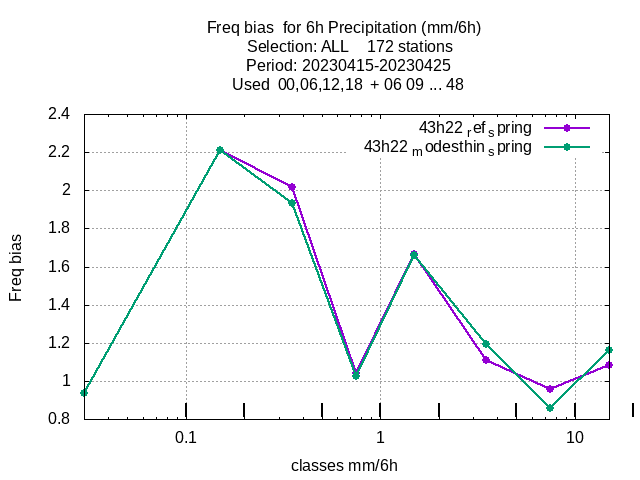 Freq bias  for 6h Precipitation (mm/6h)
Selection: ALL    172 stations
Period: 20230415-20230425
Used  00,06,12,18  + 06 09 ... 48
43h22 ref spring
43h22 modesthin spring
2.4
2.2
2
1.8
1.6
1.4
1.2
1
0.8
Freq bias
0.1
1
10
classes mm/6h